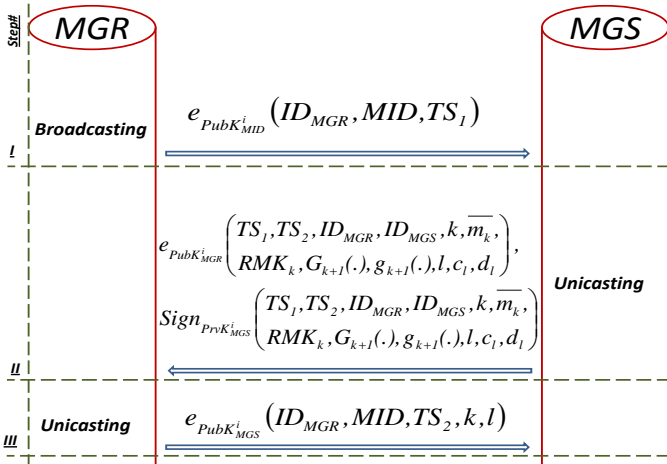 Step#
MGR
MGS
Broadcasting
e_{PubK^i_{MID}}(ID_{MGR}, MID, TS_1)
I
e_{PubK^i_{MGR}}(TS_1, TS_2, ID_{MGR}, ID_{MGS}, k, \overline{m_k},
RMK_k, G_{k+1}(.), g_{k+1}(.), l, c_l, d_l),
Unicasting
Sign_{PrvK^i_{MGS}}(TS_1, TS_2, ID_{MGR}, ID_{MGS}, k, \overline{m_k},
RMK_k, G_{k+1}(.), g_{k+1}(.), l, c_l, d_l)
II
Unicasting
e_{PubK^i_{MGS}}(ID_{MGR}, MID, TS_2, k, l)
III